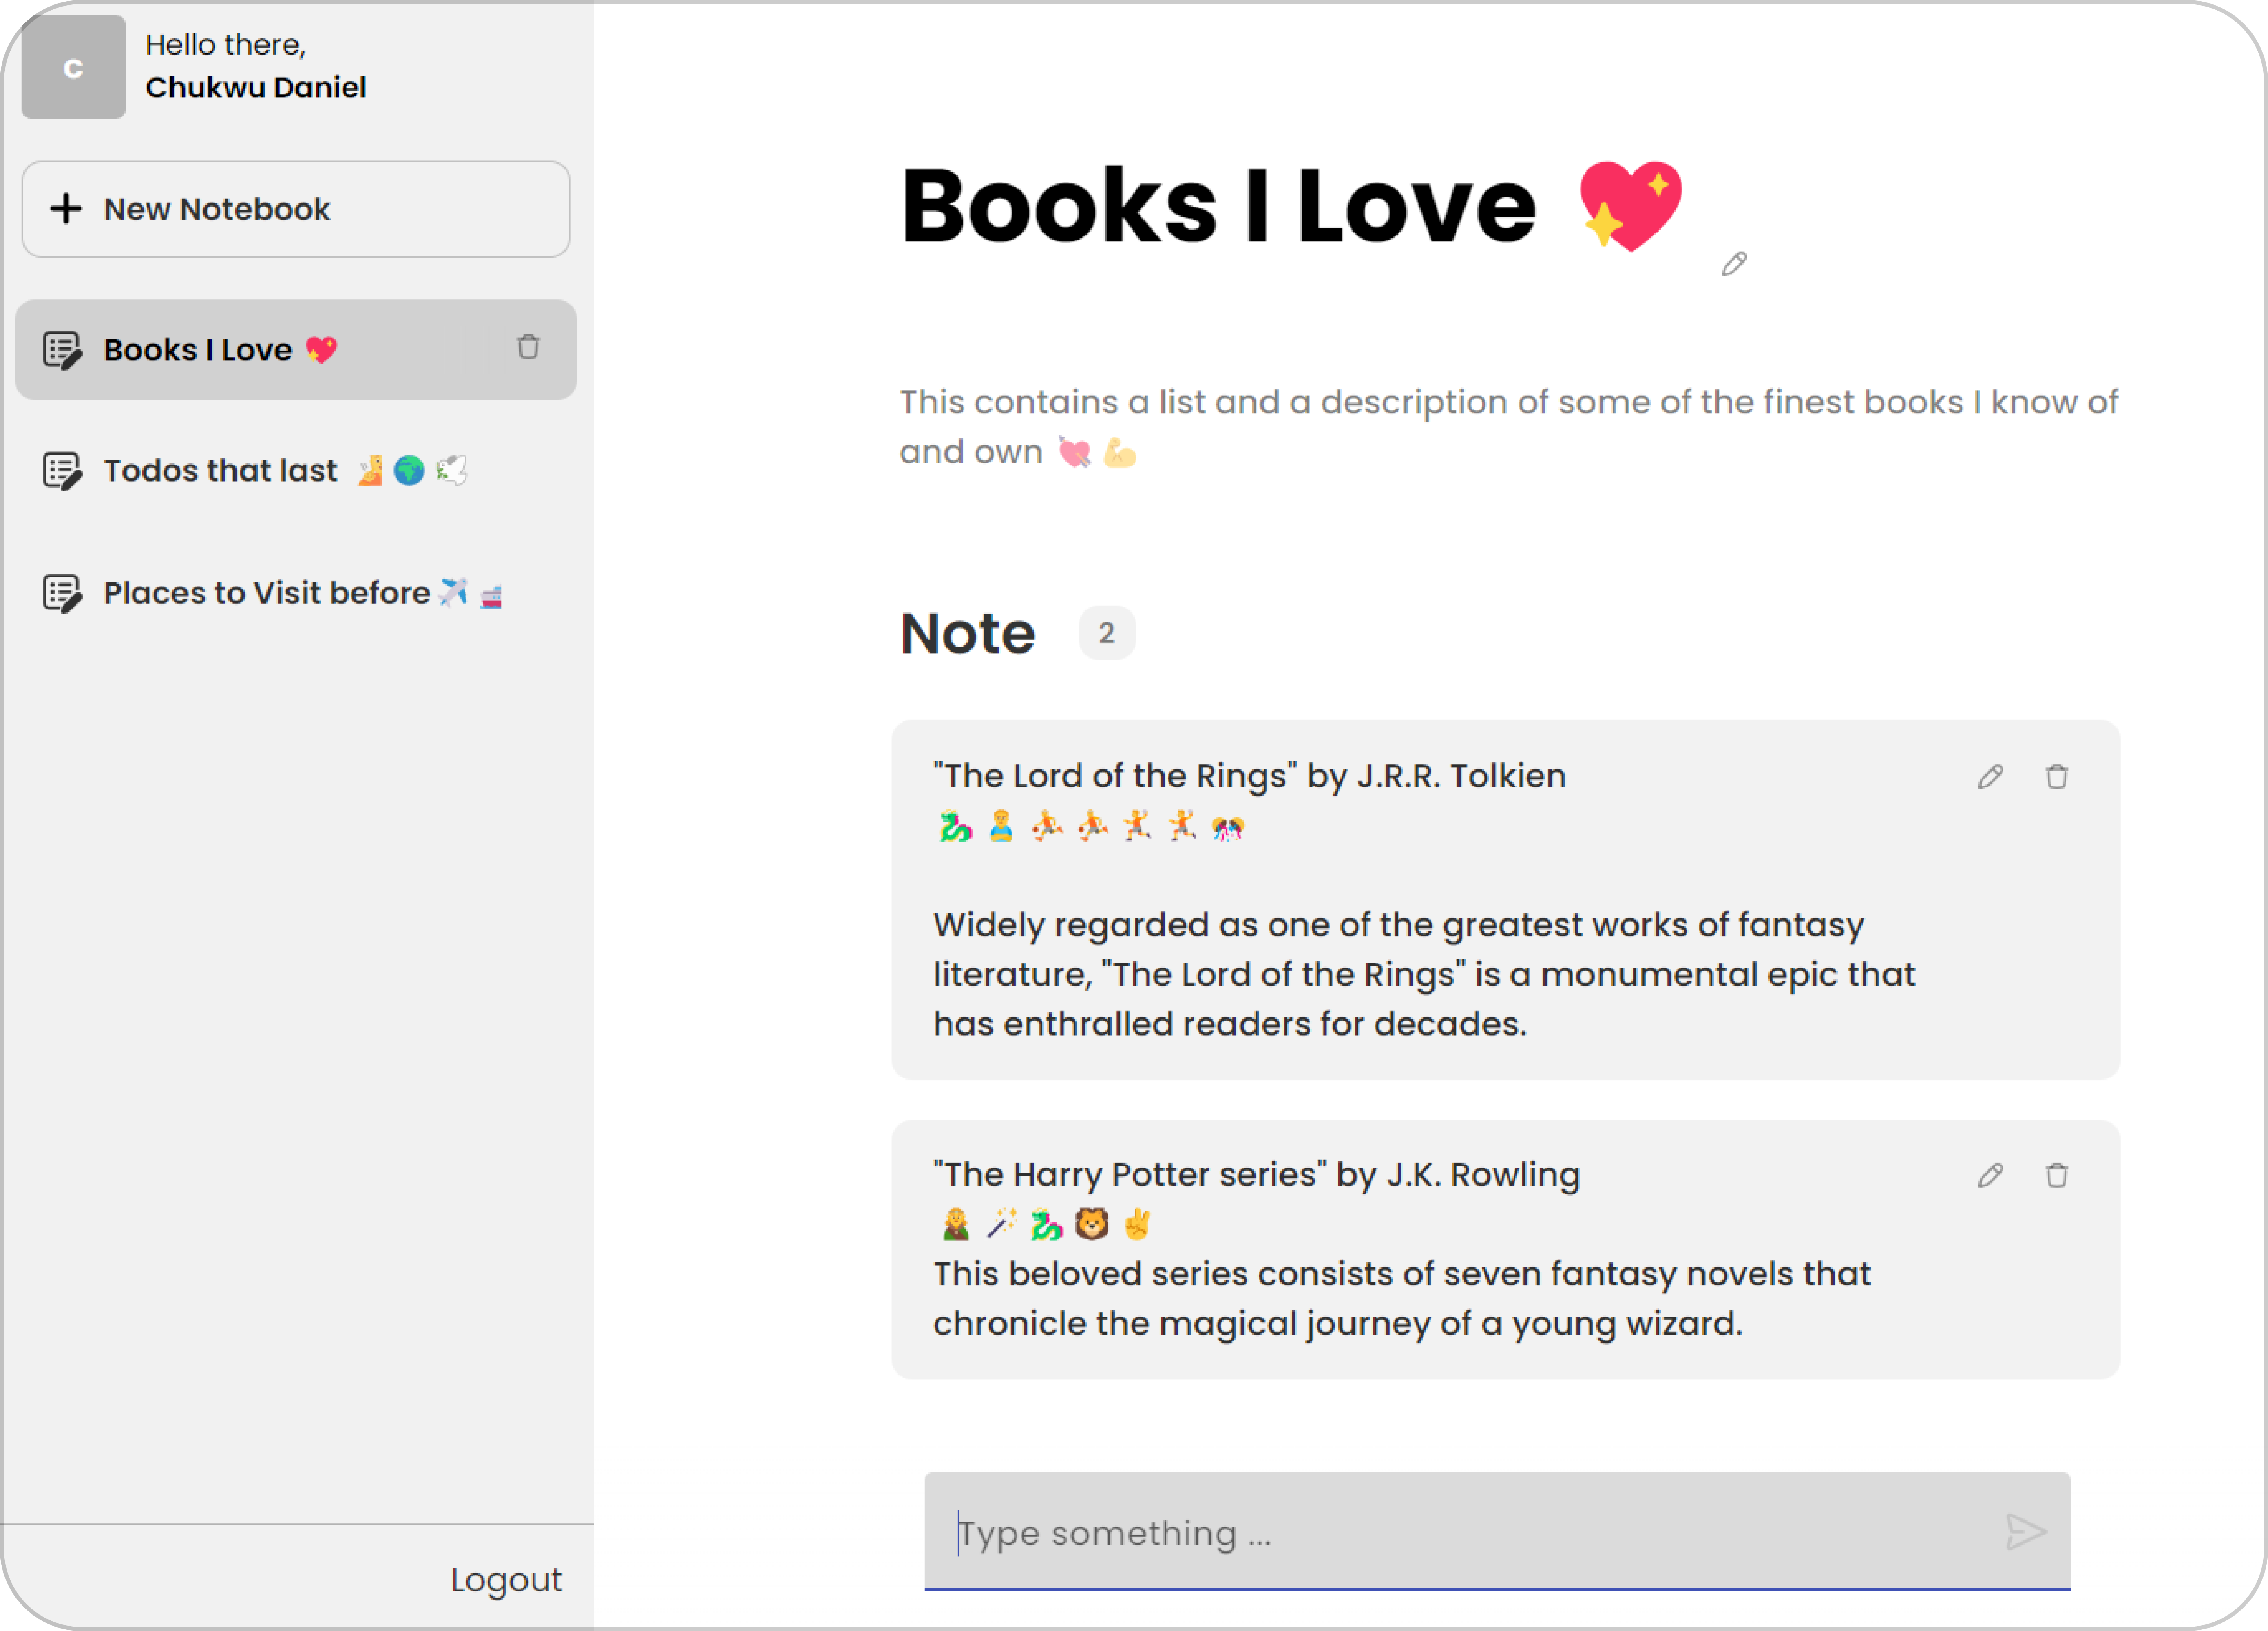 C
Hello there,
Chukwu Daniel
New Notebook
Books I Love 💖
Todos that last 🫴🌍🕊️
Places to Visit before ✈️🚢
Logout
Books I Love 💖
This contains a list and a description of some of the finest books I know of
and own 💘 💪
Note 2
"The Lord of the Rings" by J.R.R. Tolkien
Widely regarded as one of the greatest works of fantasy
literature, "The Lord of the Rings" is a monumental epic that
has enthralled readers for decades.
"The Harry Potter series" by J.K. Rowling
This beloved series consists of seven fantasy novels that
chronicle the magical journey of a young wizard.
Type something ...